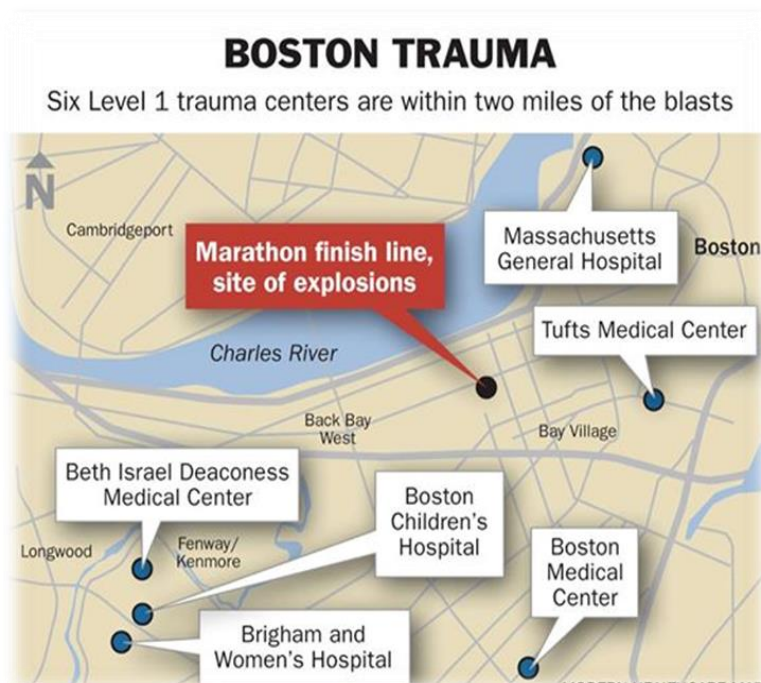 BOSTON TRAUMA
Six Level 1 trauma centers are within two miles of the blasts
N
Cambridgeport
Marathon finish line,
site of explosions
Massachusetts
General Hospital
Boston
Tufts Medical Center
Charles River
Back Bay
West
Bay Village
Beth Israel Deaconess
Medical Center
Boston
Children's
Hospital
Longwood
Fenway/
Kenmore
Boston
Medical
Center
Brigham and
Women's Hospital